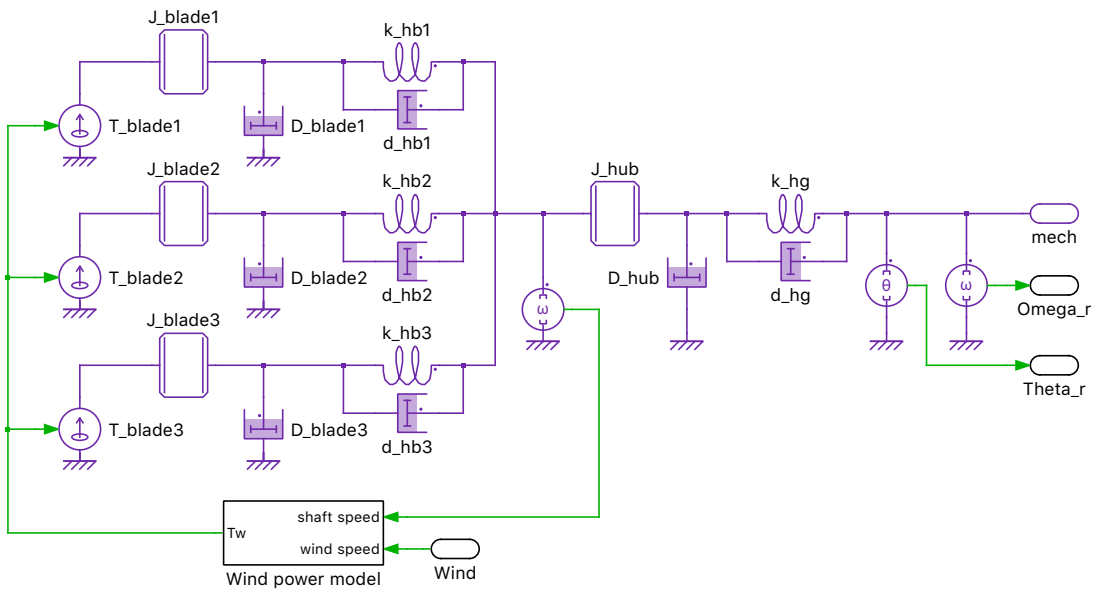 J_blade1
k_hb1
T_blade1
D_blade1
d_hb1
J_blade2
k_hb2
J_hub
k_hg
mech
T_blade2
D_blade2
d_hb2
ω
D_hub
d_hg
θ
ω
Omega_r
J_blade3
k_hb3
Theta_r
T_blade3
D_blade3
d_hb3
shaft speed
Tw
wind speed
Wind power model
Wind